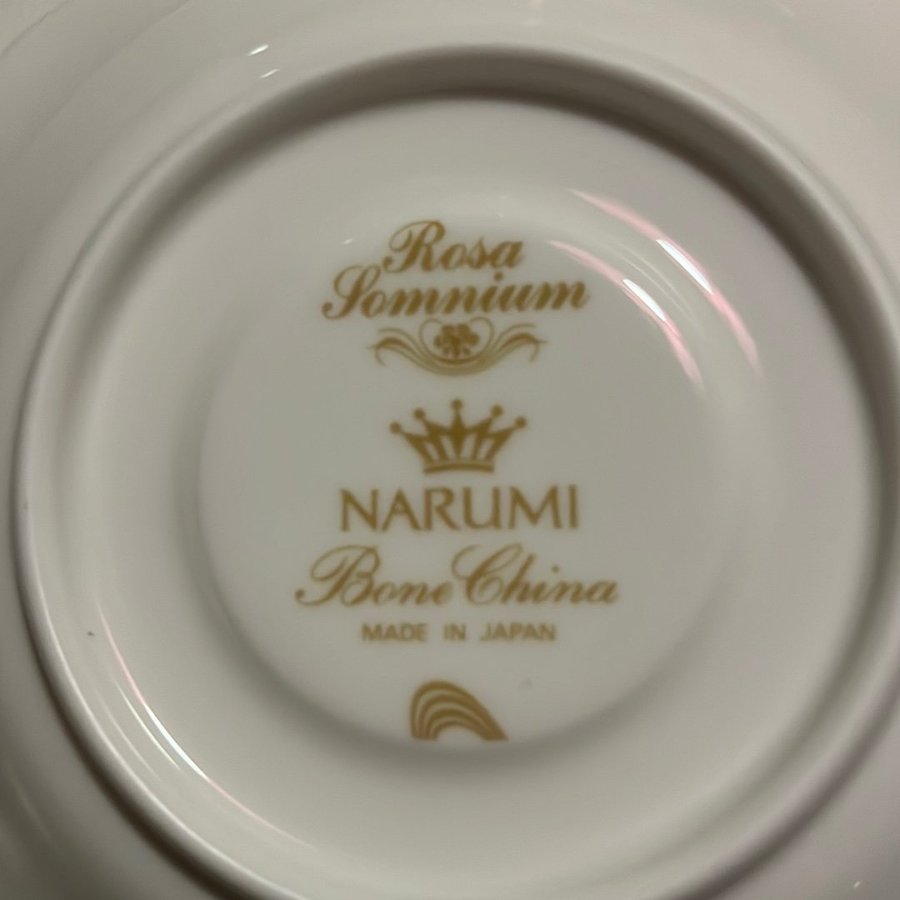 Rosa
Somnium
NARUMI
Bone China
MADE IN JAPAN